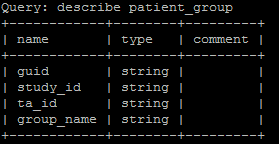 Query: describe patient_group
+------------+--------+---------+
| name       | type   | comment |
+------------+--------+---------+
| guid       | string |         |
| study_id   | string |         |
| ta_id      | string |         |
| group_name | string |         |
+------------+--------+---------+